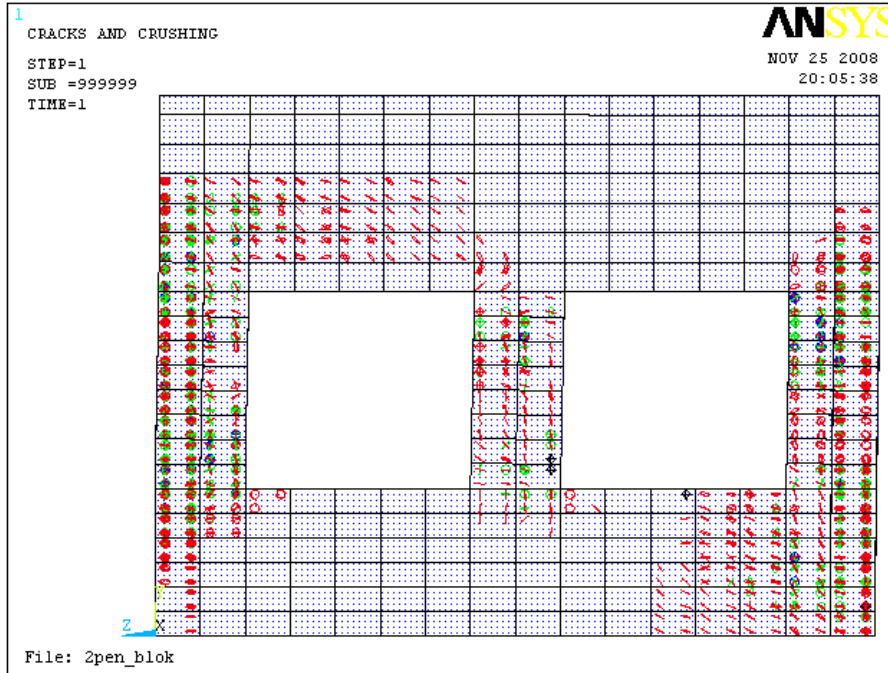 1
CRACKS AND CRUSHING
STEP=1
SUB =999999
TIME=1
ANSYS
NOV 25 2008
20:05:38
Y
Z X
File: 2pen_blok